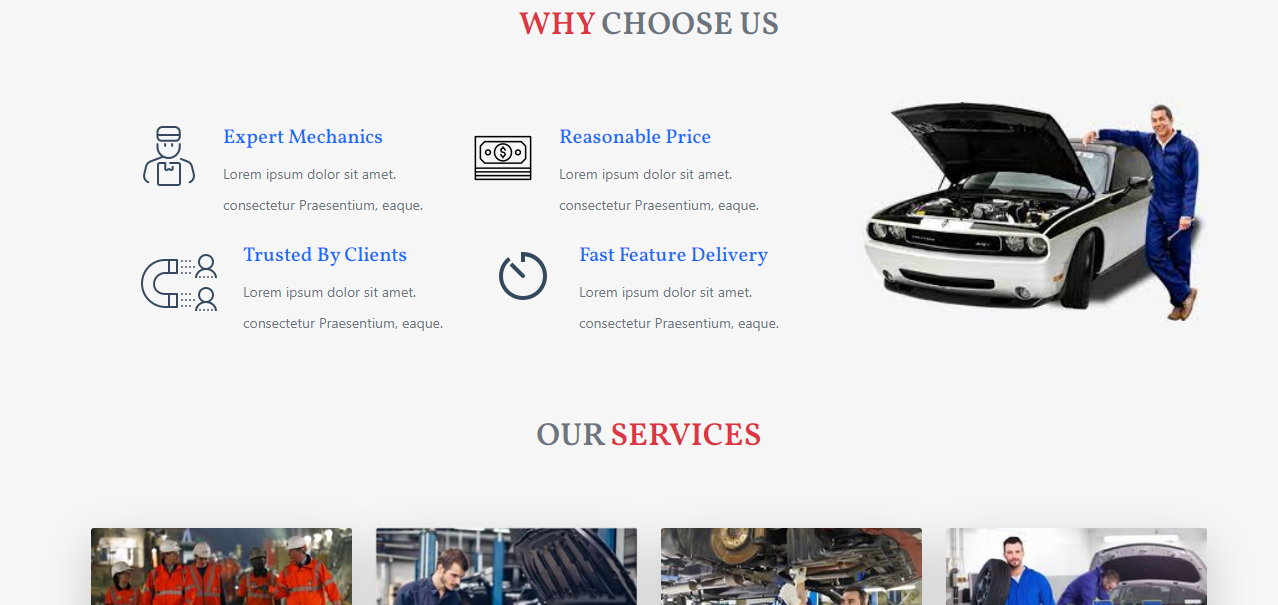 WHY CHOOSE US
Expert Mechanics
Lorem ipsum dolor sit amet.
consectetur Praesentium, eaque.
Reasonable Price
Lorem ipsum dolor sit amet.
consectetur Praesentium, eaque.
Trusted By Clients
Lorem ipsum dolor sit amet.
consectetur Praesentium, eaque.
Fast Feature Delivery
Lorem ipsum dolor sit amet.
consectetur Praesentium, eaque.
OUR SERVICES